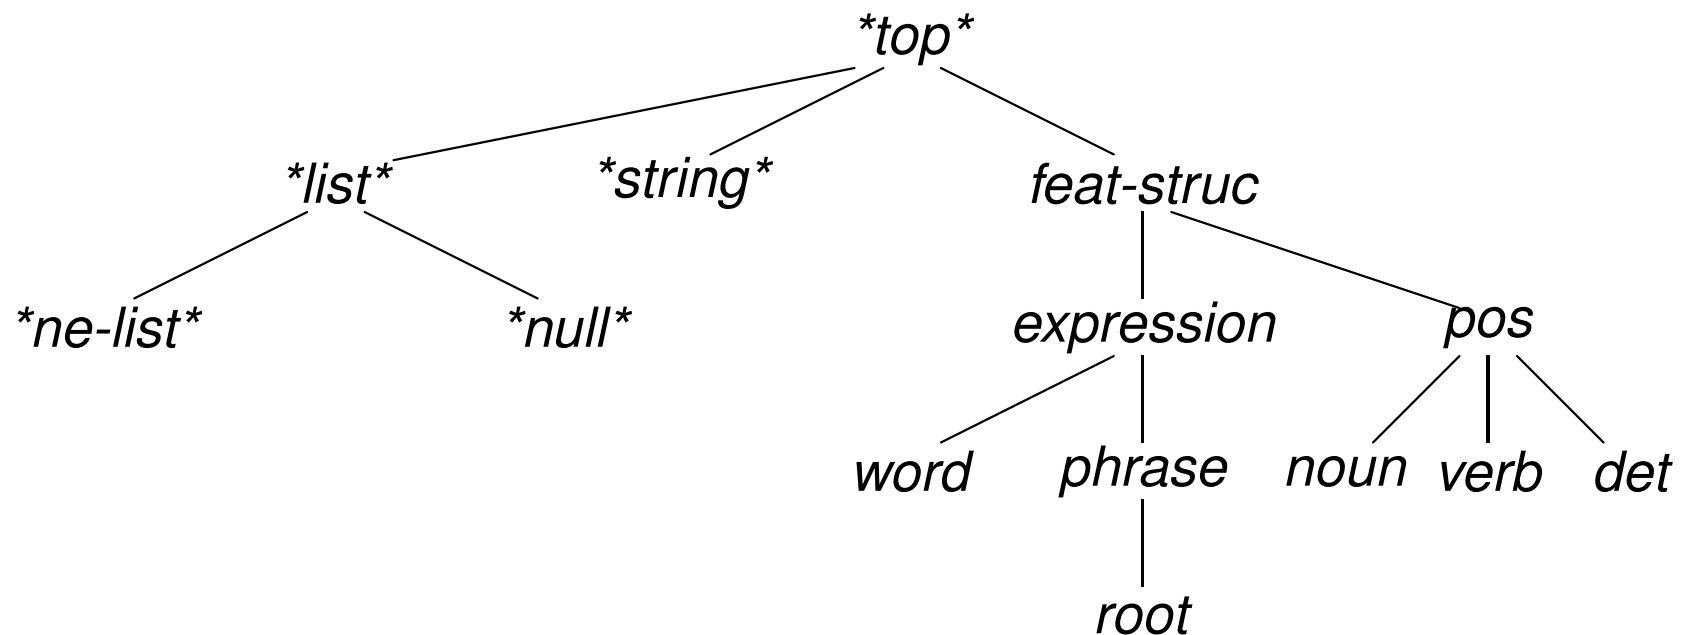 *top*
*list* *string* feat-struc
*ne-list* *null* expression pos
word phrase noun verb det
root